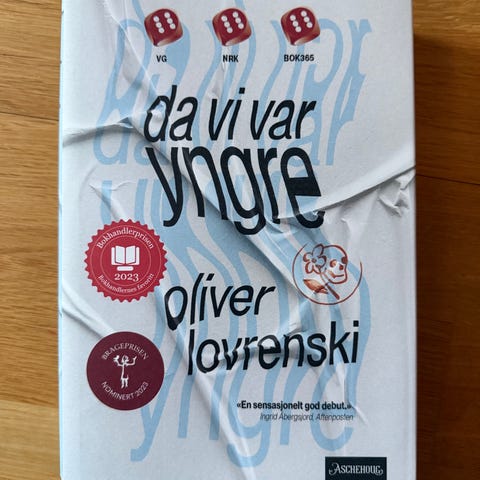 VG
NRK
BOK365
da vi var
yngre
Bokhandlerprisen
2023
Bokhandlernes favoritt
oliver
lovrenski
BRAGEPRISEN
NOMINERT 2023
«En sensasjonelt god debut.»
Ingrid Åbergsjord, Aftenposten
ASCHEHOUG